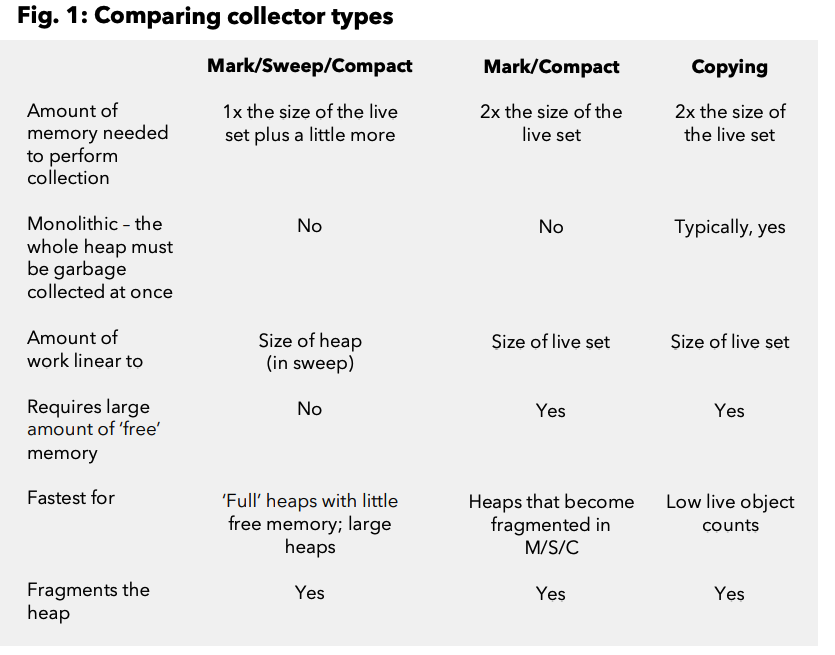 Fig. 1: Comparing collector types
Mark/Sweep/Compact Mark/Compact Copying
Amount of
memory needed
to perform
collection
1x the size of the live
set plus a little more
2x the size of the
live set
2x the size of
the live set
Monolithic – the
whole heap must
be garbage
collected at once
No
No
Typically, yes
Amount of
work linear to
Size of heap
(in sweep)
Size of live set
Size of live set
Requires large
amount of ‘free’
memory
No
Yes
Yes
Fastest for
‘Full’ heaps with little
free memory; large
heaps
Heaps that become
fragmented in
M/S/C
Low live object
counts
Fragments the
heap
Yes
Yes
Yes